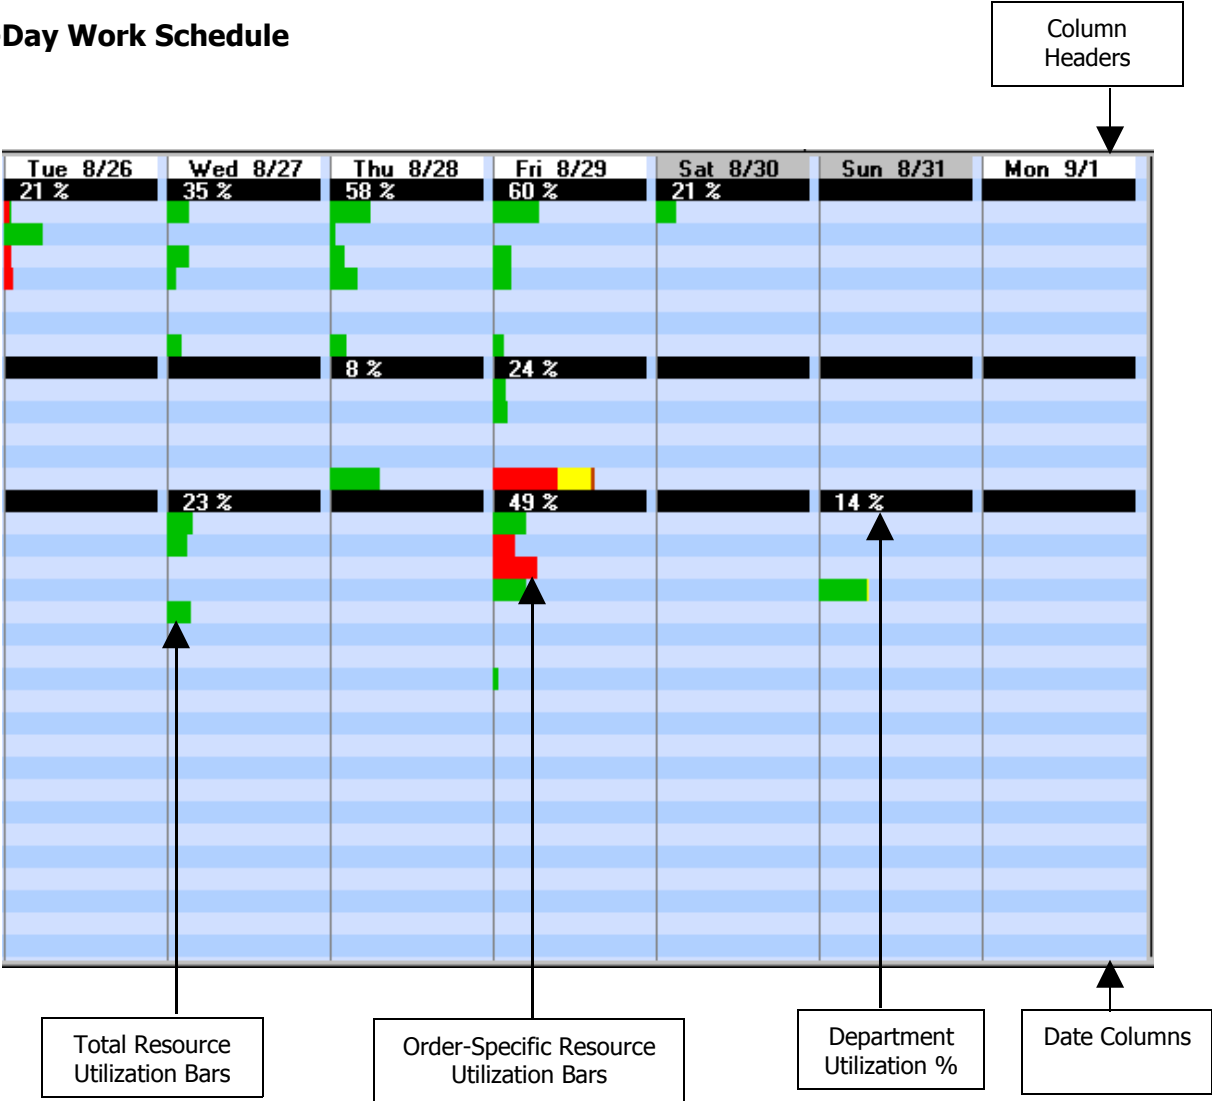 Day Work Schedule
Column
Headers
Tue 8/26 Wed 8/27 Thu 8/28 Fri 8/29 Sat 8/30 Sun 8/31 Mon 9/1
21 % 35 % 58 % 60 % 21 %
8 % 24 %
23 % 49 % 14 %
Total Resource
Utilization Bars
Order-Specific Resource
Utilization Bars
Department
Utilization %
Date Columns